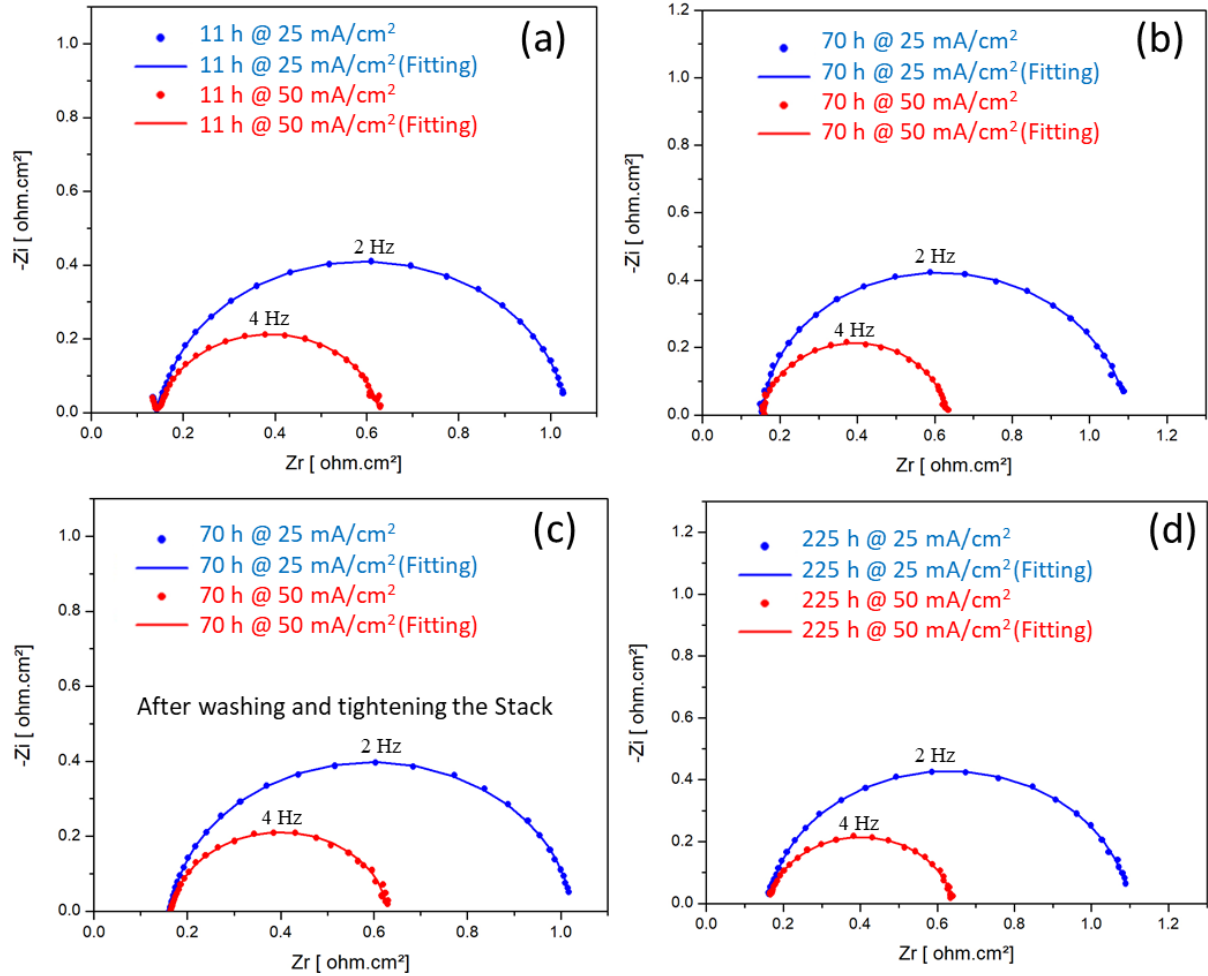 (a)
11 h @ 25 mA/cm²
11 h @ 25 mA/cm² (Fitting)
11 h @ 50 mA/cm²
11 h @ 50 mA/cm² (Fitting)
1.0
0.8
0.6
0.4
0.2
0.0
-Zi [ ohm.cm²]
2 Hz
4 Hz
0.0 0.2 0.4 0.6 0.8 1.0
Zr [ ohm.cm²]
(b)
70 h @ 25 mA/cm²
70 h @ 25 mA/cm² (Fitting)
70 h @ 50 mA/cm²
70 h @ 50 mA/cm² (Fitting)
1.2
1.0
0.8
0.6
0.4
0.2
0.0
-Zi [ ohm.cm²]
2 Hz
4 Hz
0.0 0.2 0.4 0.6 0.8 1.0 1.2
Zr [ ohm.cm²]
(c)
70 h @ 25 mA/cm²
70 h @ 25 mA/cm² (Fitting)
70 h @ 50 mA/cm²
70 h @ 50 mA/cm² (Fitting)
After washing and tightening the Stack
1.0
0.8
0.6
0.4
0.2
0.0
-Zi [ ohm.cm²]
2 Hz
4 Hz
0.0 0.2 0.4 0.6 0.8 1.0
Zr [ ohm.cm²]
(d)
225 h @ 25 mA/cm²
225 h @ 25 mA/cm² (Fitting)
225 h @ 50 mA/cm²
225 h @ 50 mA/cm² (Fitting)
1.2
1.0
0.8
0.6
0.4
0.2
0.0
-Zi [ ohm.cm²]
2 Hz
4 Hz
0.0 0.2 0.4 0.6 0.8 1.0 1.2
Zr [ ohm.cm²]